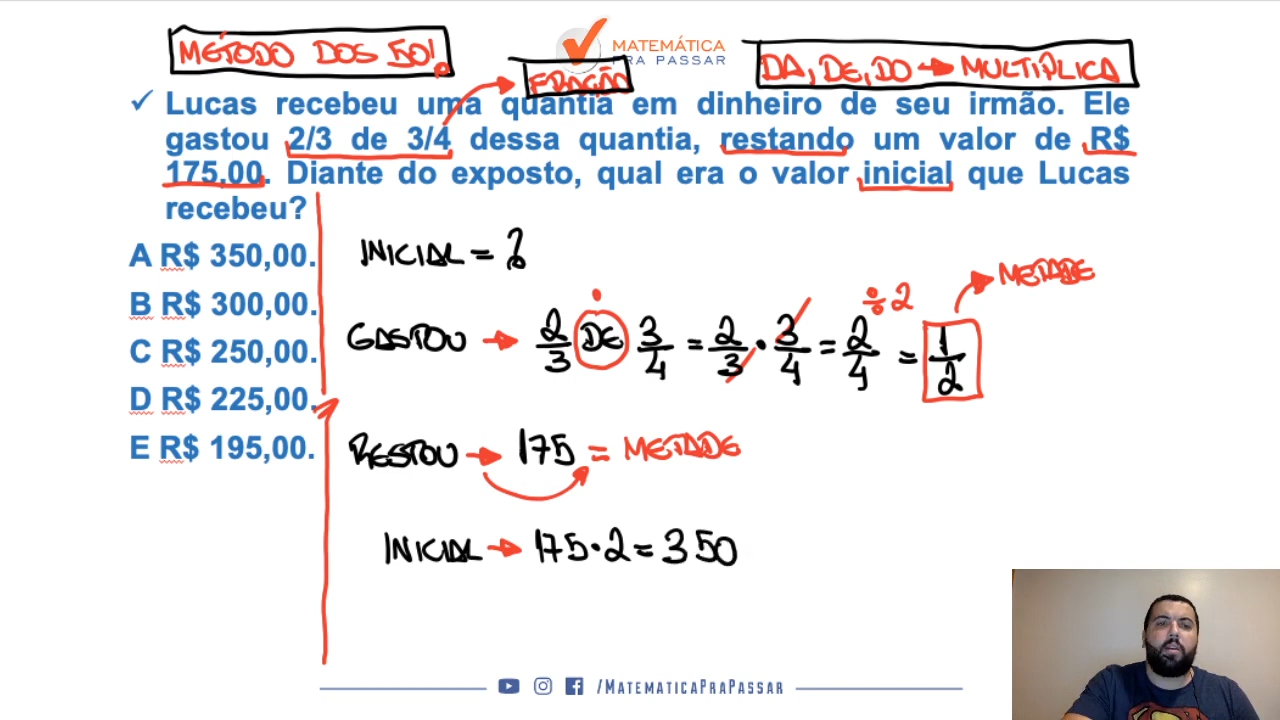 MÉTODO DOS 50!
MATEMÁTICA
PRA PASSAR
FRAÇÃO
DA, DE, DO → MULTIPLICA
✓ Lucas recebeu uma quantia em dinheiro de seu irmão. Ele
gastou 2/3 de 3/4 dessa quantia, restando um valor de R$
175,00. Diante do exposto, qual era o valor inicial que Lucas
recebeu?
A R$ 350,00.
B R$ 300,00.
C R$ 250,00.
D R$ 225,00.
E R$ 195,00.
INICIAL = ?
METADE
÷ 2
GASTOU → 2/3 DE 3/4 = 2/3 · 3/4 = 2/4 = 1/2
RESTOU → 175 = METADE
INICIAL → 175 · 2 = 350
/MATEMATICAPRAPASSAR